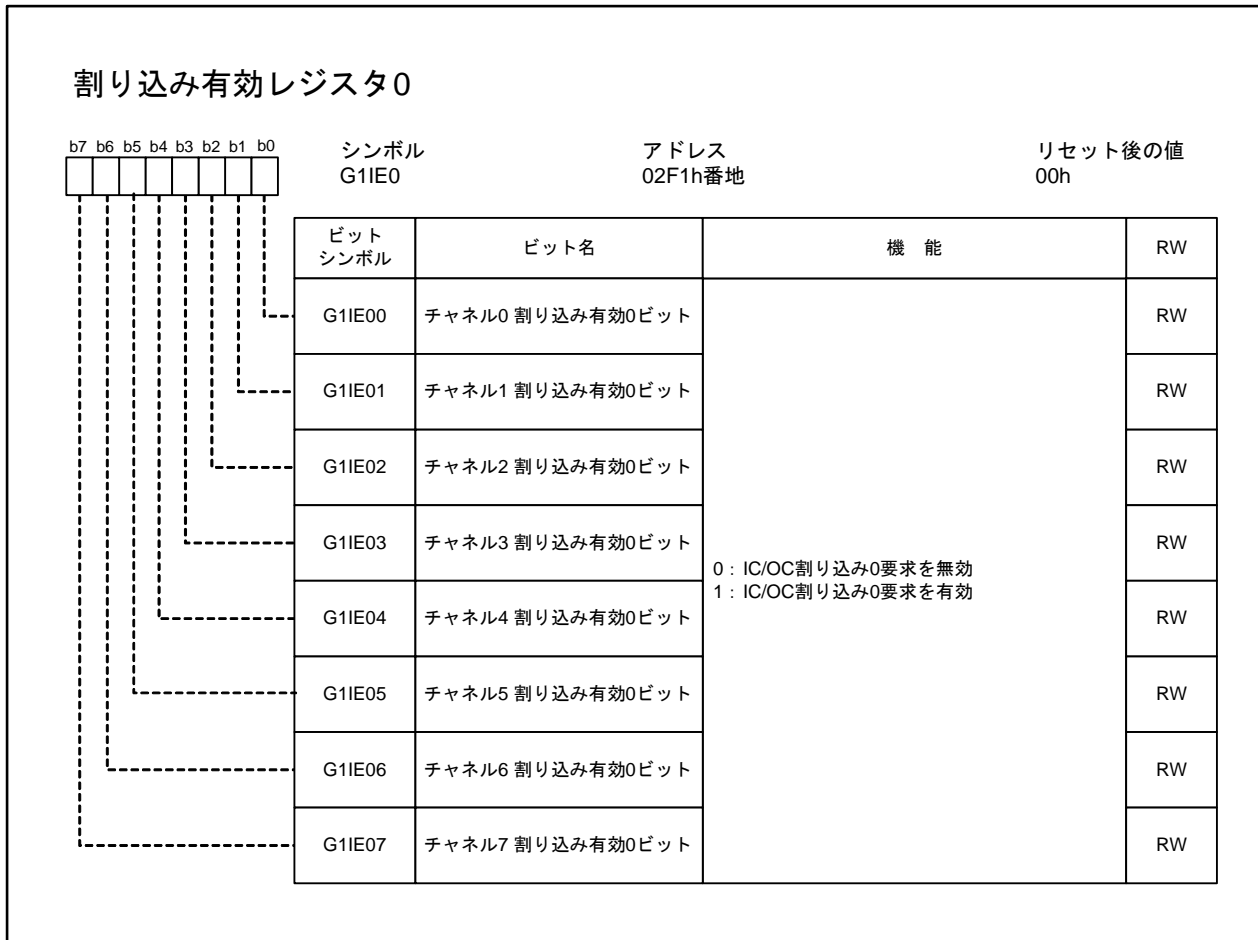 割り込み有効レジスタ0
b7 b6 b5 b4 b3 b2 b1 b0
シンボル アドレス リセット後の値
G1IE0 02F1h番地 00h
ビット
シンボル ビット名 機 能 RW
G1IE00 チャネル0 割り込み有効0ビット RW
G1IE01 チャネル1 割り込み有効0ビット RW
G1IE02 チャネル2 割り込み有効0ビット RW
G1IE03 チャネル3 割り込み有効0ビット RW
0：IC/OC割り込み0要求を無効
1：IC/OC割り込み0要求を有効
G1IE04 チャネル4 割り込み有効0ビット RW
G1IE05 チャネル5 割り込み有効0ビット RW
G1IE06 チャネル6 割り込み有効0ビット RW
G1IE07 チャネル7 割り込み有効0ビット RW